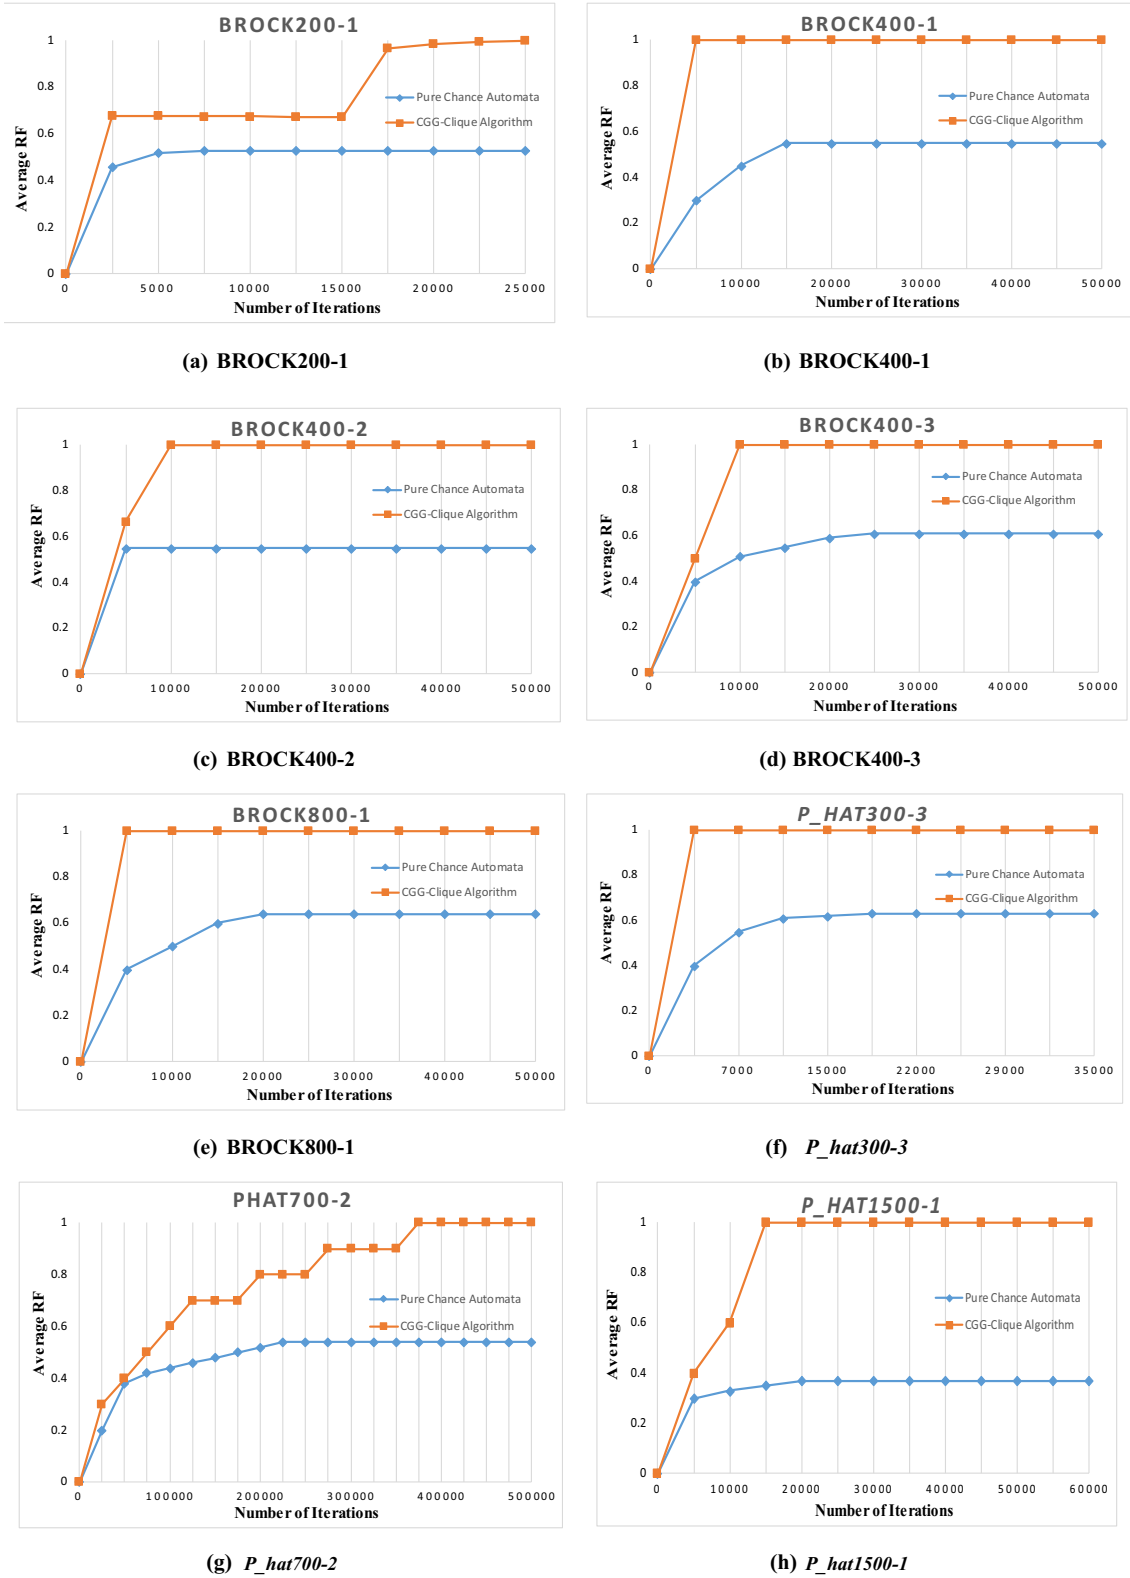 BROCK200-1
1
0.8
0.6
0.4
0.2
0
Average RF
Pure Chance Automata
CGG-Clique Algorithm
0 5000 10000 15000 20000 25000
Number of Iterations
(a) BROCK200-1
BROCK400-1
1
0.8
0.6
0.4
0.2
0
Average RF
Pure Chance Automata
CGG-Clique Algorithm
0 10000 20000 30000 40000 50000
Number of Iterations
(b) BROCK400-1
BROCK400-2
1
0.8
0.6
0.4
0.2
0
Average RF
Pure Chance Automata
CGG-Clique Algorithm
0 10000 20000 30000 40000 50000
Number of Iterations
(c) BROCK400-2
BROCK400-3
1
0.8
0.6
0.4
0.2
0
Average RF
Pure Chance Automata
CGG-Clique Algorithm
0 10000 20000 30000 40000 50000
Number of Iterations
(d) BROCK400-3
BROCK800-1
1
0.8
0.6
0.4
0.2
0
Average RF
Pure Chance Automata
CGG-Clique Algorithm
0 10000 20000 30000 40000 50000
Number of Iterations
(e) BROCK800-1
P_HAT300-3
1
0.8
0.6
0.4
0.2
0
Average RF
Pure Chance Automata
CGG-Clique Algorithm
0 7000 15000 22000 29000 35000
Number of Iterations
(f) P_hat300-3
PHAT700-2
1
0.8
0.6
0.4
0.2
0
Average RF
Pure Chance Automata
CGG-Clique Algorithm
0 100000 200000 300000 400000 500000
Number of Iterations
(g) P_hat700-2
P_HAT1500-1
1
0.8
0.6
0.4
0.2
0
Average RF
Pure Chance Automata
CGG-Clique Algorithm
0 10000 20000 30000 40000 50000 60000
Number of Iterations
(h) P_hat1500-1